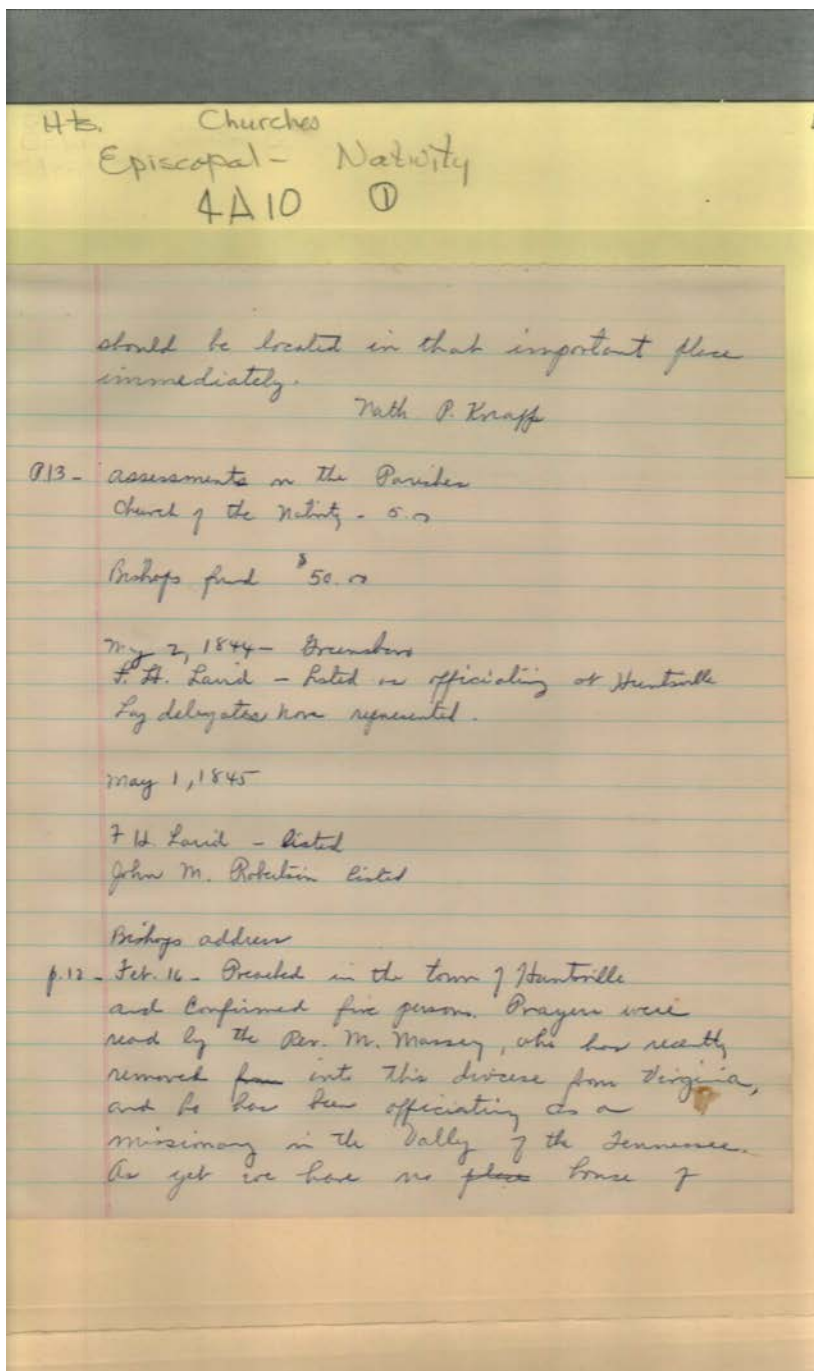 Hts. Churches
Episcopal - Nativity
4A10 ①
should be located in that important place
immediately.
Nath P. Knapp
P13 - assessments on the Parishes
Church of the Nativity - 5.00
Bishops fund $50.00
May 2, 1844 - Greensboro
F. H. Laird - listed as officiating at Huntsville
Lay delegates none represented.
May 1, 1845
F H. Laird - listed
John M. Robertson listed
Bishops address
p.12 - Feb. 16 - Preached in the town of Huntsville
and Confirmed five persons. Prayers were
read by the Rev. M. Massey, who has recently
removed from into this diocese from Virginia,
and he has been officiating as a
missionary in the Vally of the Tennessee.
As yet we have no place house of